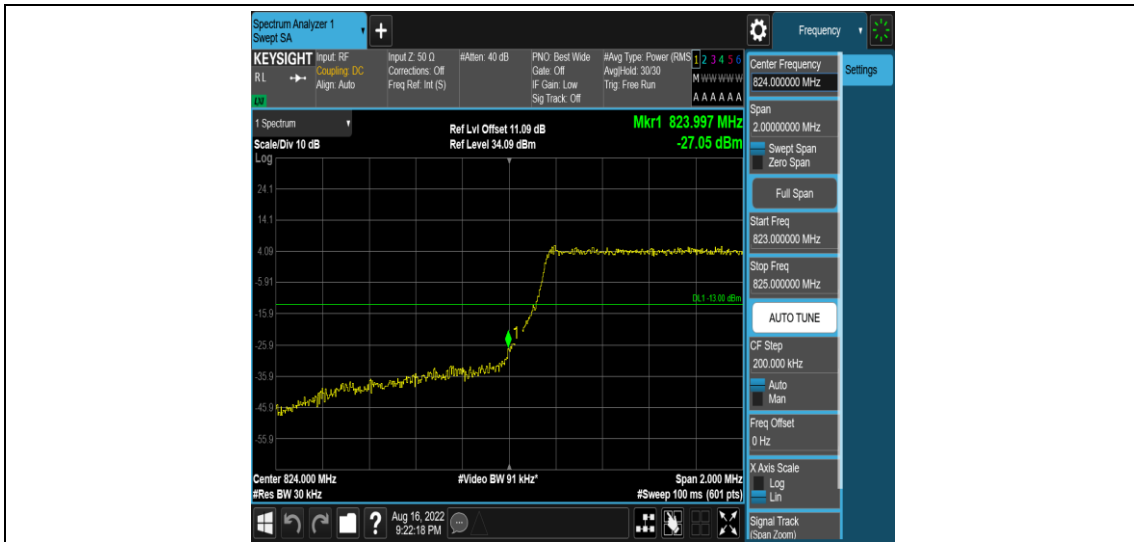 Spectrum Analyzer 1
Swept SA
Frequency
KEYSIGHT
RL
LXI
Input: RF
Coupling: DC
Align: Auto
Input Z: 50 Ω
Corrections: Off
Freq Ref: Int (S)
#Atten: 40 dB
PNO: Best Wide
Gate: Off
IF Gain: Low
Sig Track: Off
#Avg Type: Power (RMS
Avg|Hold: 30/30
Trig: Free Run
1 2 3 4 5 6
M W W W W W
A A A A A A
1 Spectrum
Scale/Div 10 dB
Ref Lvl Offset 11.09 dB
Ref Level 34.09 dBm
Mkr1 823.997 MHz
-27.05 dBm
Log
24.1
14.1
4.09
-5.91
-15.9
-25.9
-35.9
-45.9
-55.9
DL1 -13.00 dBm
1
Center 824.000 MHz
#Res BW 30 kHz
#Video BW 91 kHz*
Span 2.000 MHz
#Sweep 100 ms (601 pts)
Aug 16, 2022
9:22:18 PM
Center Frequency
824.000000 MHz
Settings
Span
2.00000000 MHz
Swept Span
Zero Span
Full Span
Start Freq
823.000000 MHz
Stop Freq
825.000000 MHz
AUTO TUNE
CF Step
200.000 kHz
Auto
Man
Freq Offset
0 Hz
X Axis Scale
Log
Lin
Signal Track
(Span Zoom)